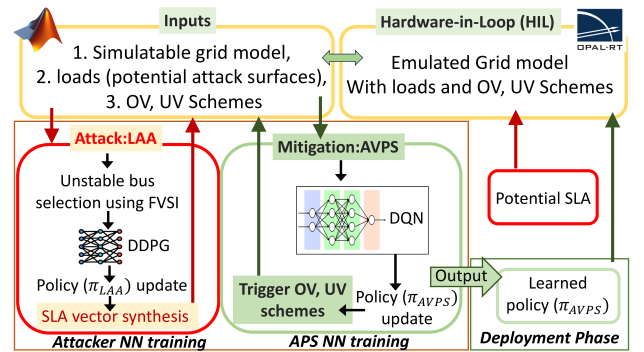 Inputs
1. Simulatable grid model,
2. loads (potential attack surfaces),
3. OV, UV Schemes
Hardware-in-Loop (HIL)
OPAL-RT
Emulated Grid model
With loads and OV, UV Schemes
Attack:LAA
Unstable bus
selection using FVSI
DDPG
Policy (π_LAA) update
SLA vector synthesis
Attacker NN training
Mitigation:AVPS
DQN
Policy (π_AVPS)
update
Trigger OV, UV
schemes
APS NN training
Output
Potential SLA
Learned
policy (π_AVPS)
Deployment Phase